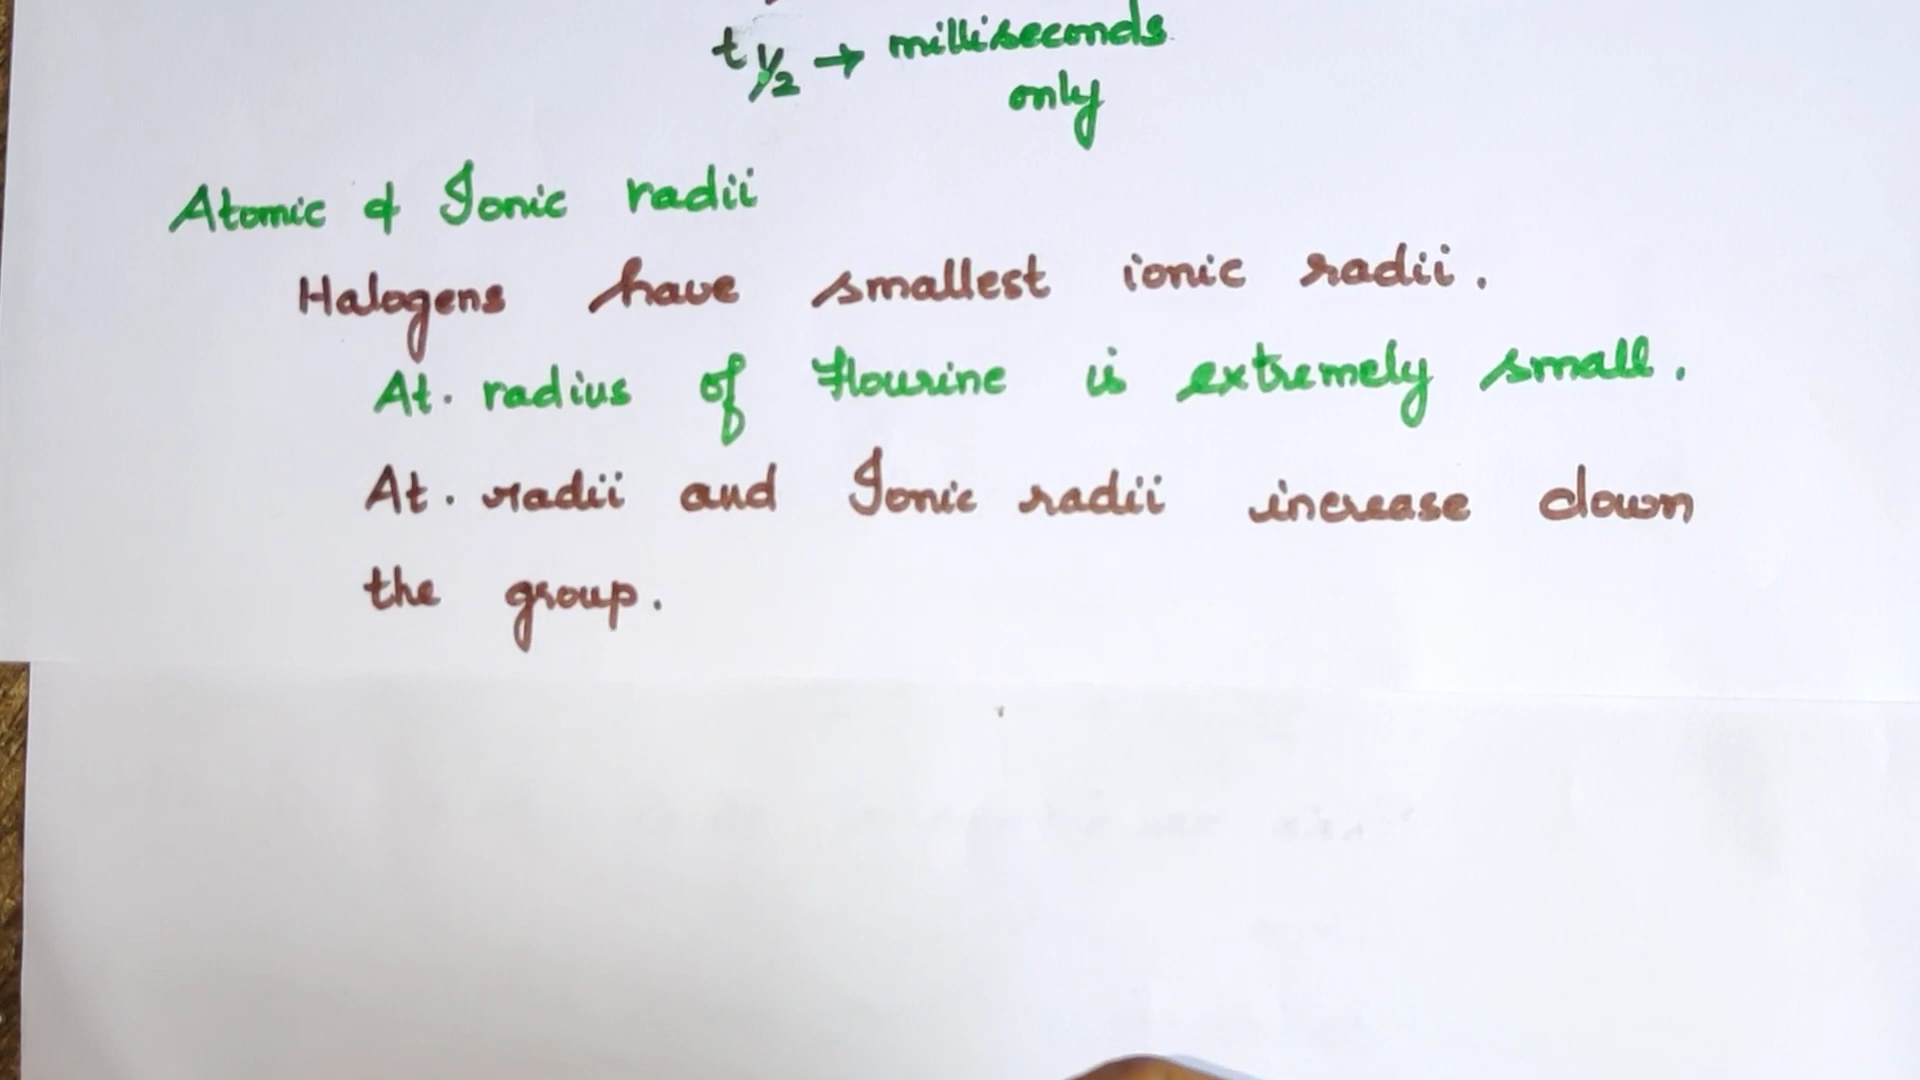 t1/2 → milliseconds
only
Atomic & Ionic radii
Halogens have smallest ionic radii.
At. radius of Flourine is extremely small.
At. radii and Ionic radii increase down
the group.